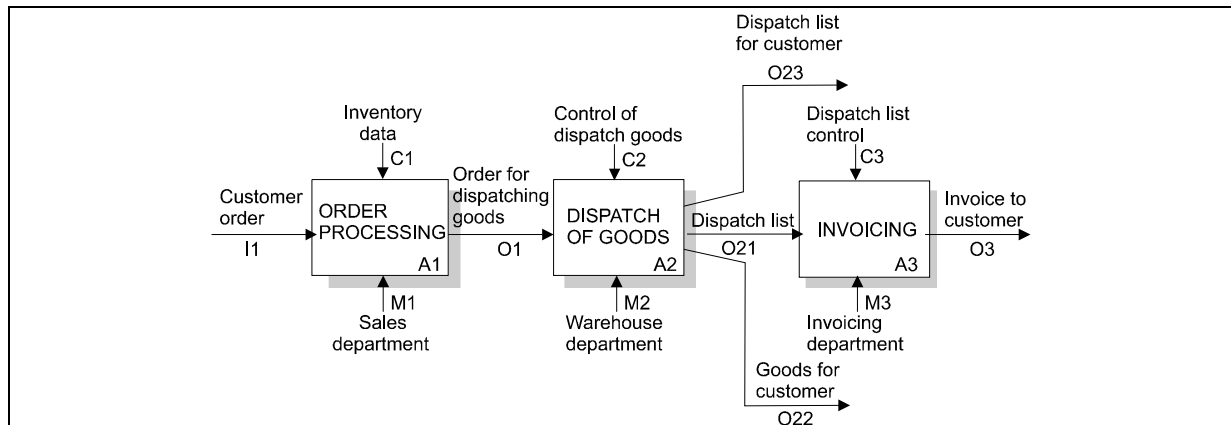 Dispatch list
for customer
O23
Inventory
data
C1
Control of
dispatch goods
C2
Dispatch list
control
C3
Customer
order
I1
ORDER
PROCESSING
A1
Order for
dispatching
goods
O1
DISPATCH
OF GOODS
A2
Dispatch list
O21
INVOICING
A3
Invoice to
customer
O3
M1
Sales
department
M2
Warehouse
department
M3
Invoicing
department
Goods for
customer
O22